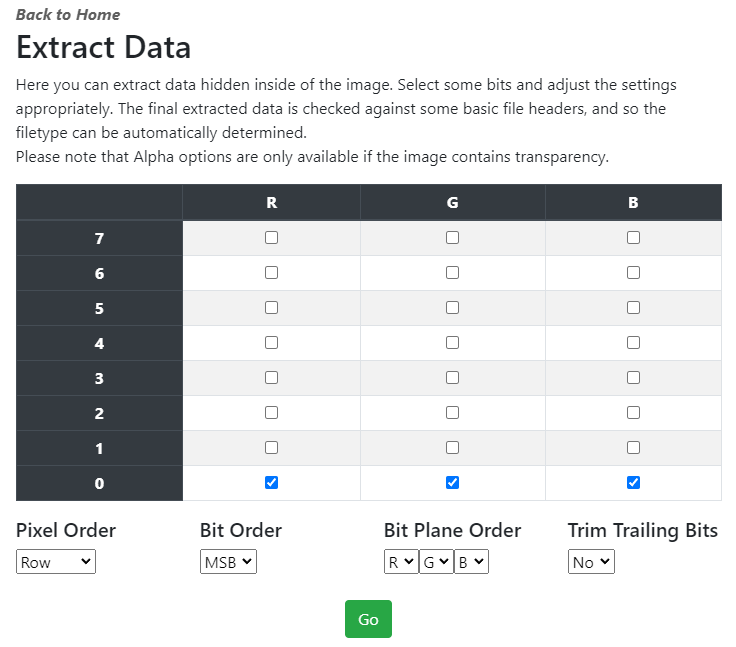 Back to Home
Extract Data
Here you can extract data hidden inside of the image. Select some bits and adjust the settings
appropriately. The final extracted data is checked against some basic file headers, and so the
filetype can be automatically determined.
Please note that Alpha options are only available if the image contains transparency.
R G B
7
6
5
4
3
2
1
0
Pixel Order Bit Order Bit Plane Order Trim Trailing Bits
Row MSB R G B No
Go